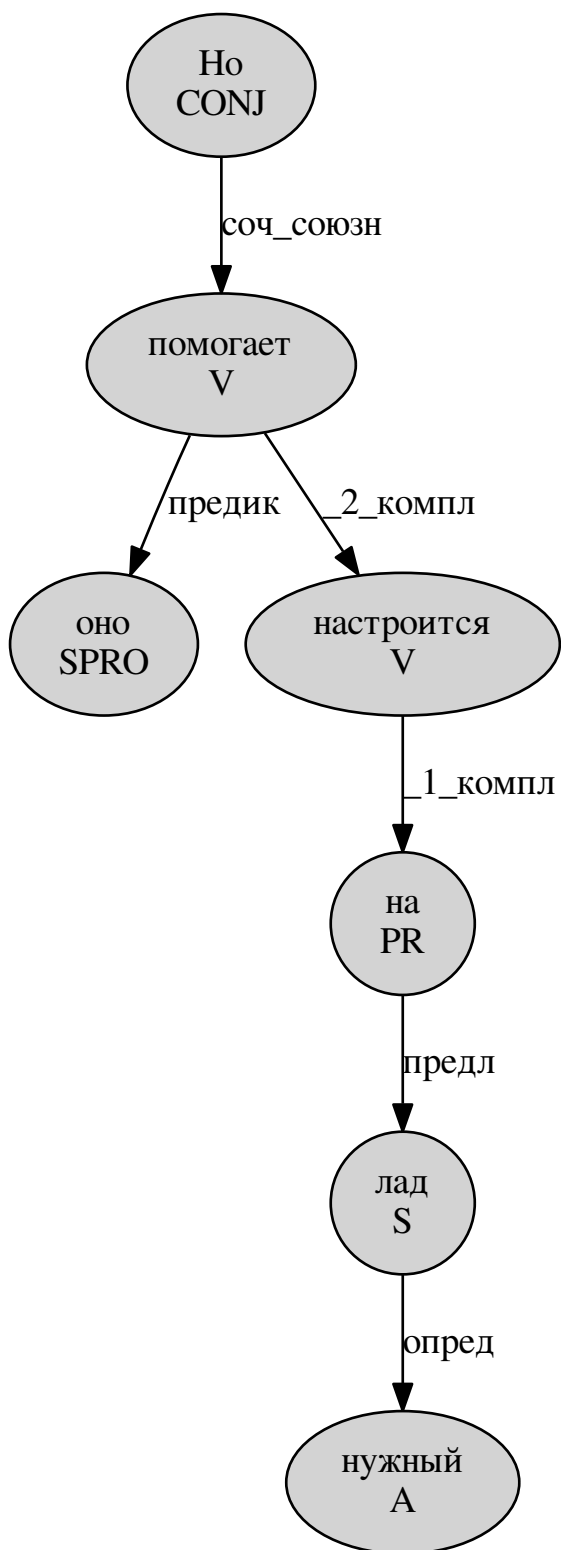 Но
CONJ
соч_союзн
помогает
V
предик
_2_компл
оно
SPRO
настроится
V
_1_компл
на
PR
предл
лад
S
опред
нужный
A